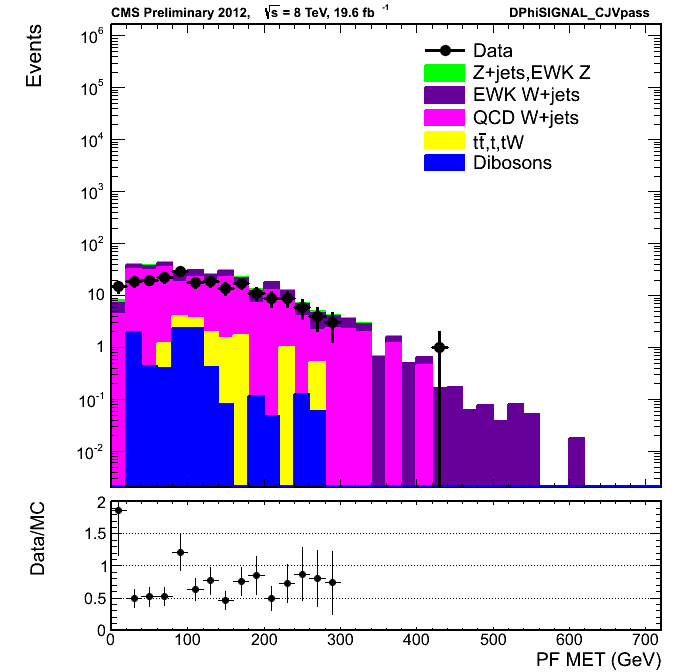 CMS Preliminary 2012, √s = 8 TeV, 19.6 fb⁻¹ DPhiSIGNAL_CJVpass
Events
10⁶
10⁵
10⁴
10³
10²
10
1
10⁻¹
10⁻²
Data
Z+jets,EWK Z
EWK W+jets
QCD W+jets
tt̄,t,tW
Dibosons
Data/MC
2
1.5
1
0.5
0
0 100 200 300 400 500 600 700
PF MET (GeV)